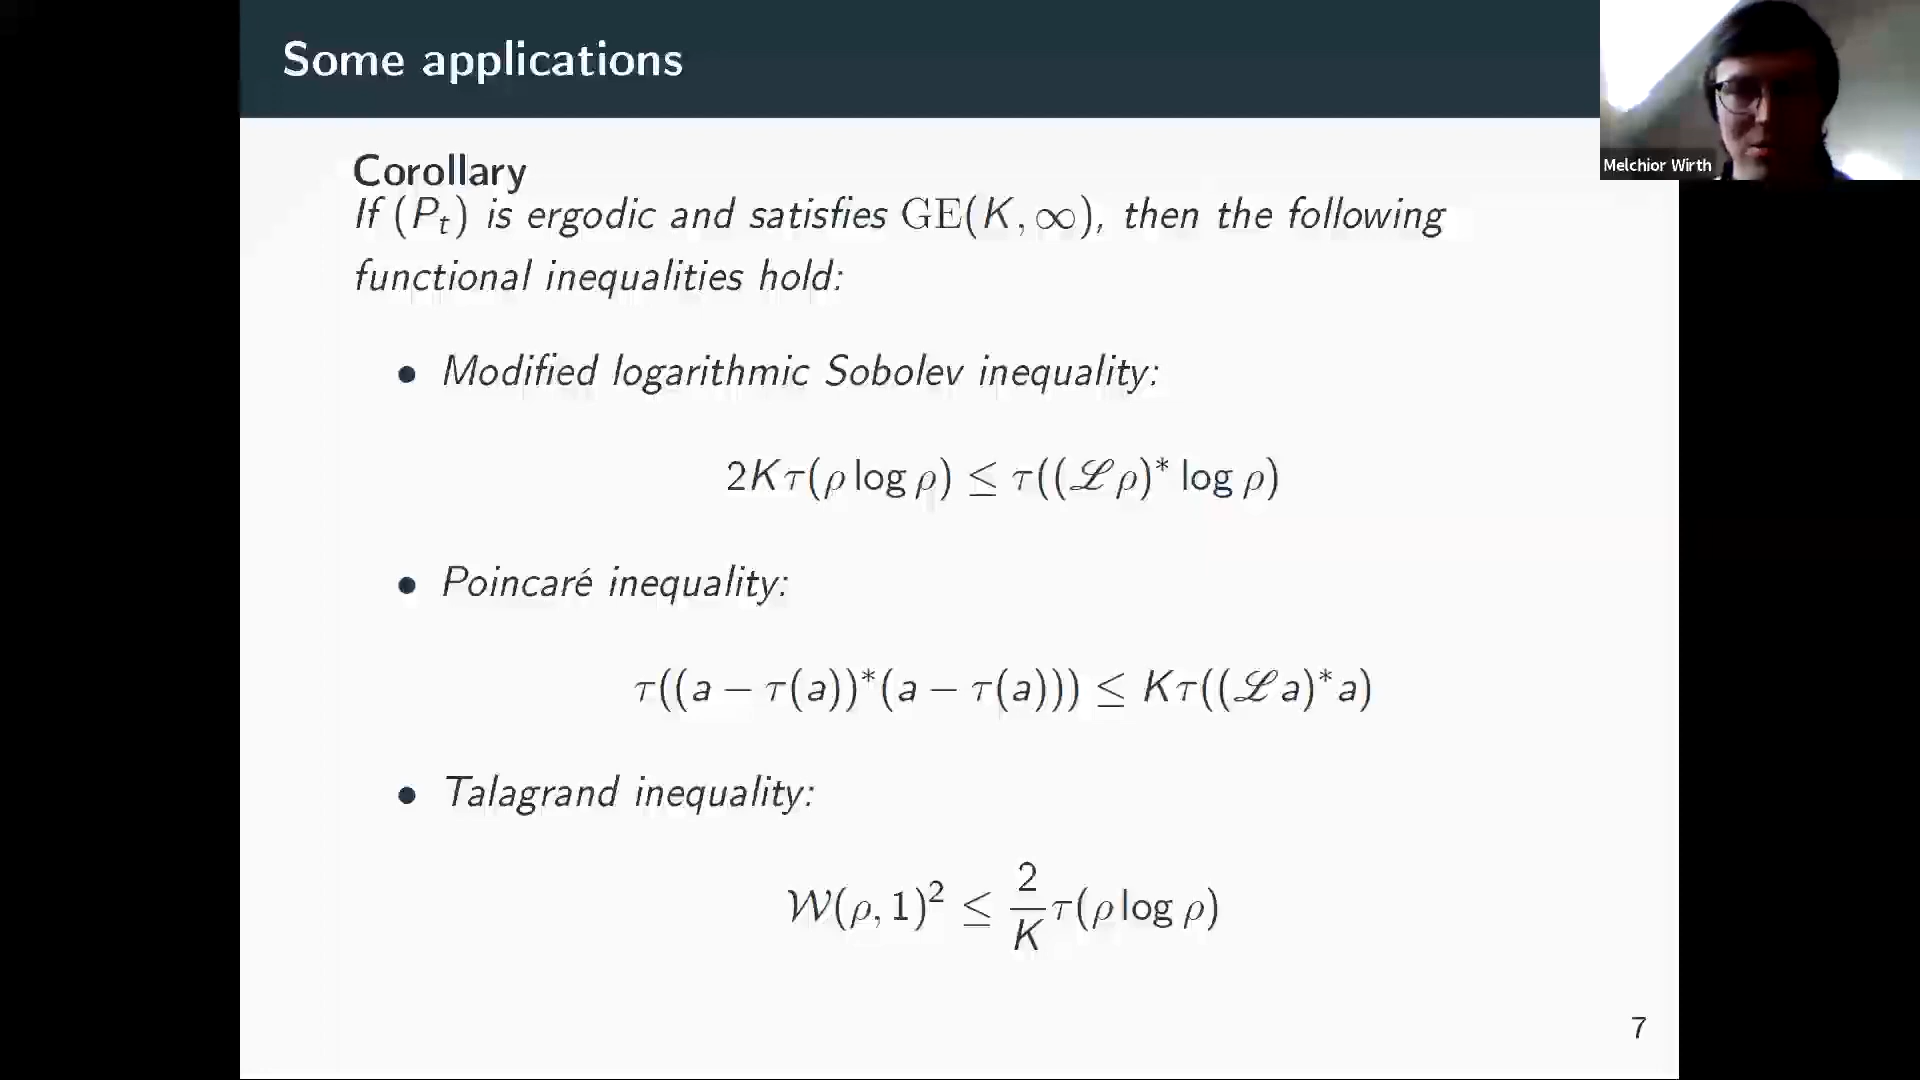 Some applications
Melchior Wirth
Corollary
If (P_t) is ergodic and satisfies GE(K, ∞), then the following
functional inequalities hold:
• Modified logarithmic Sobolev inequality:
2Kτ(ρ log ρ) ≤ τ((ℒρ)* log ρ)
• Poincaré inequality:
τ((a − τ(a))*(a − τ(a))) ≤ Kτ((ℒa)*a)
• Talagrand inequality:
𝒲(ρ, 1)² ≤ 2/K τ(ρ log ρ)
7